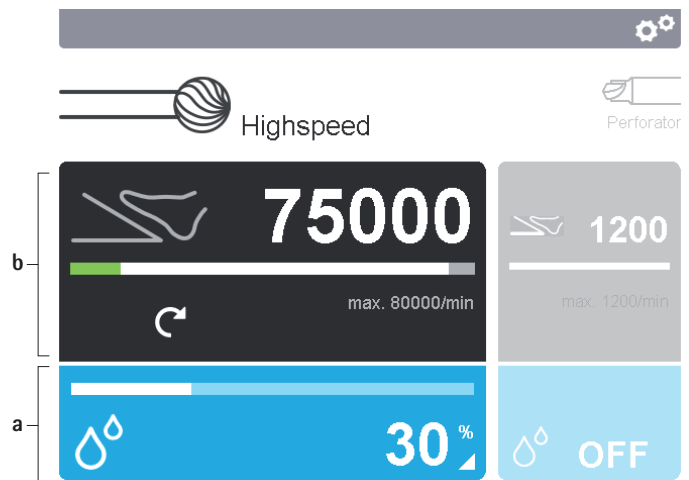 Highspeed
Perforator
b
75000
1200
max. 80000/min
max. 1200/min
a
30 %
OFF